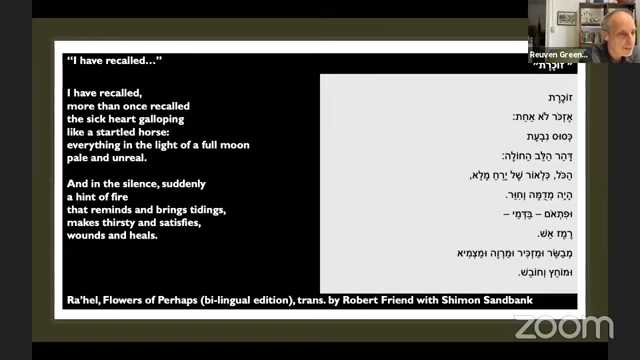 "I have recalled…"
I have recalled,
more than once recalled
the sick heart galloping
like a startled horse:
everything in the light of a full moon
pale and unreal.
And in the silence, suddenly
a hint of fire
that reminds and brings tidings,
makes thirsty and satisfies,
wounds and heals.
Reuven Green...
זוֹכֶרֶת"
זוֹכֶרֶת
אֶזְכֹּר לֹא אַחַת:
כְּסוּס נִבְעַת
דָּהַר הַלֵּב הַחוֹלֶה:
הַכֹּל, כִּלְאוֹר שֶׁל יָרֵחַ מָלֵא,
הָיָה מְדֻמֶּה וְחִוֵּר.
וּפִתְאֹם – בַּדְּמִי –
רֶמֶז אֵשׁ.
מְבַשֵּׂר וּמַזְכִּיר וּמַרְוֶה וּמַצְמִיא
וּמוֹחֵץ וְחוֹבֵשׁ.
Ra'hel, Flowers of Perhaps (bi-lingual edition), trans. by Robert Friend with Shimon Sandbank
zoom